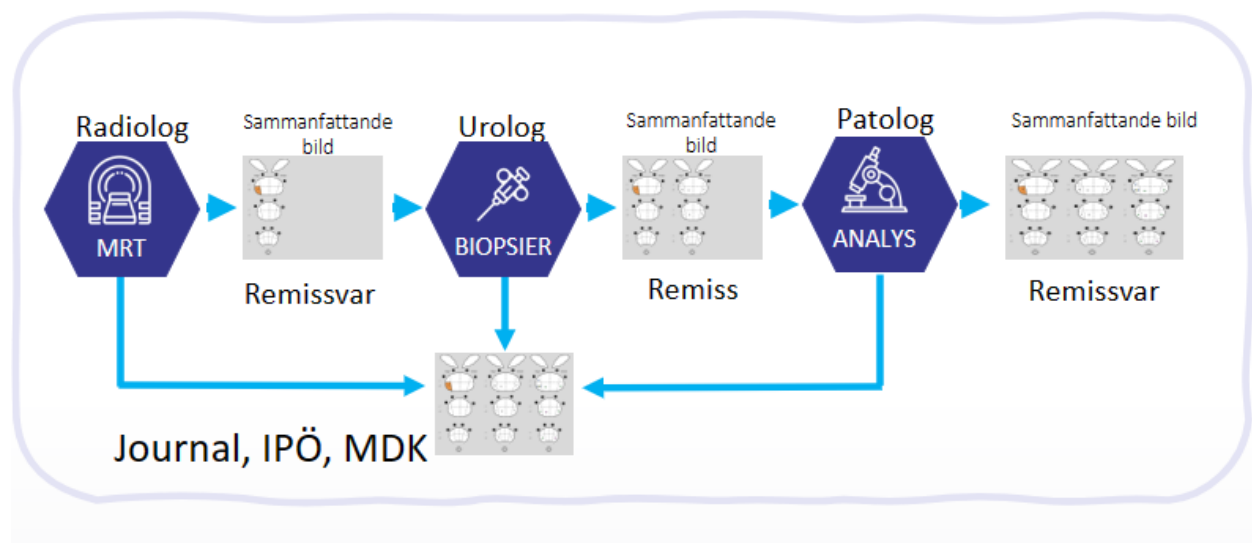 Radiolog
MRT
Sammanfattande
bild
Remissvar
Urolog
BIOPSIER
Sammanfattande
bild
Remiss
Patolog
ANALYS
Sammanfattande bild
Remissvar
Journal, IPÖ, MDK